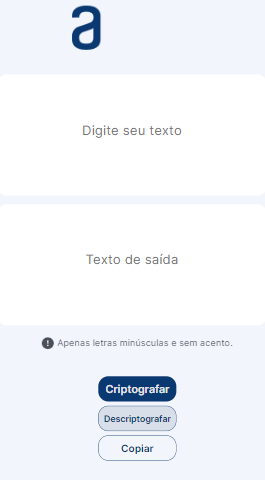 a
Digite seu texto
Texto de saída
Apenas letras minúsculas e sem acento.
Criptografar
Descriptografar
Copiar